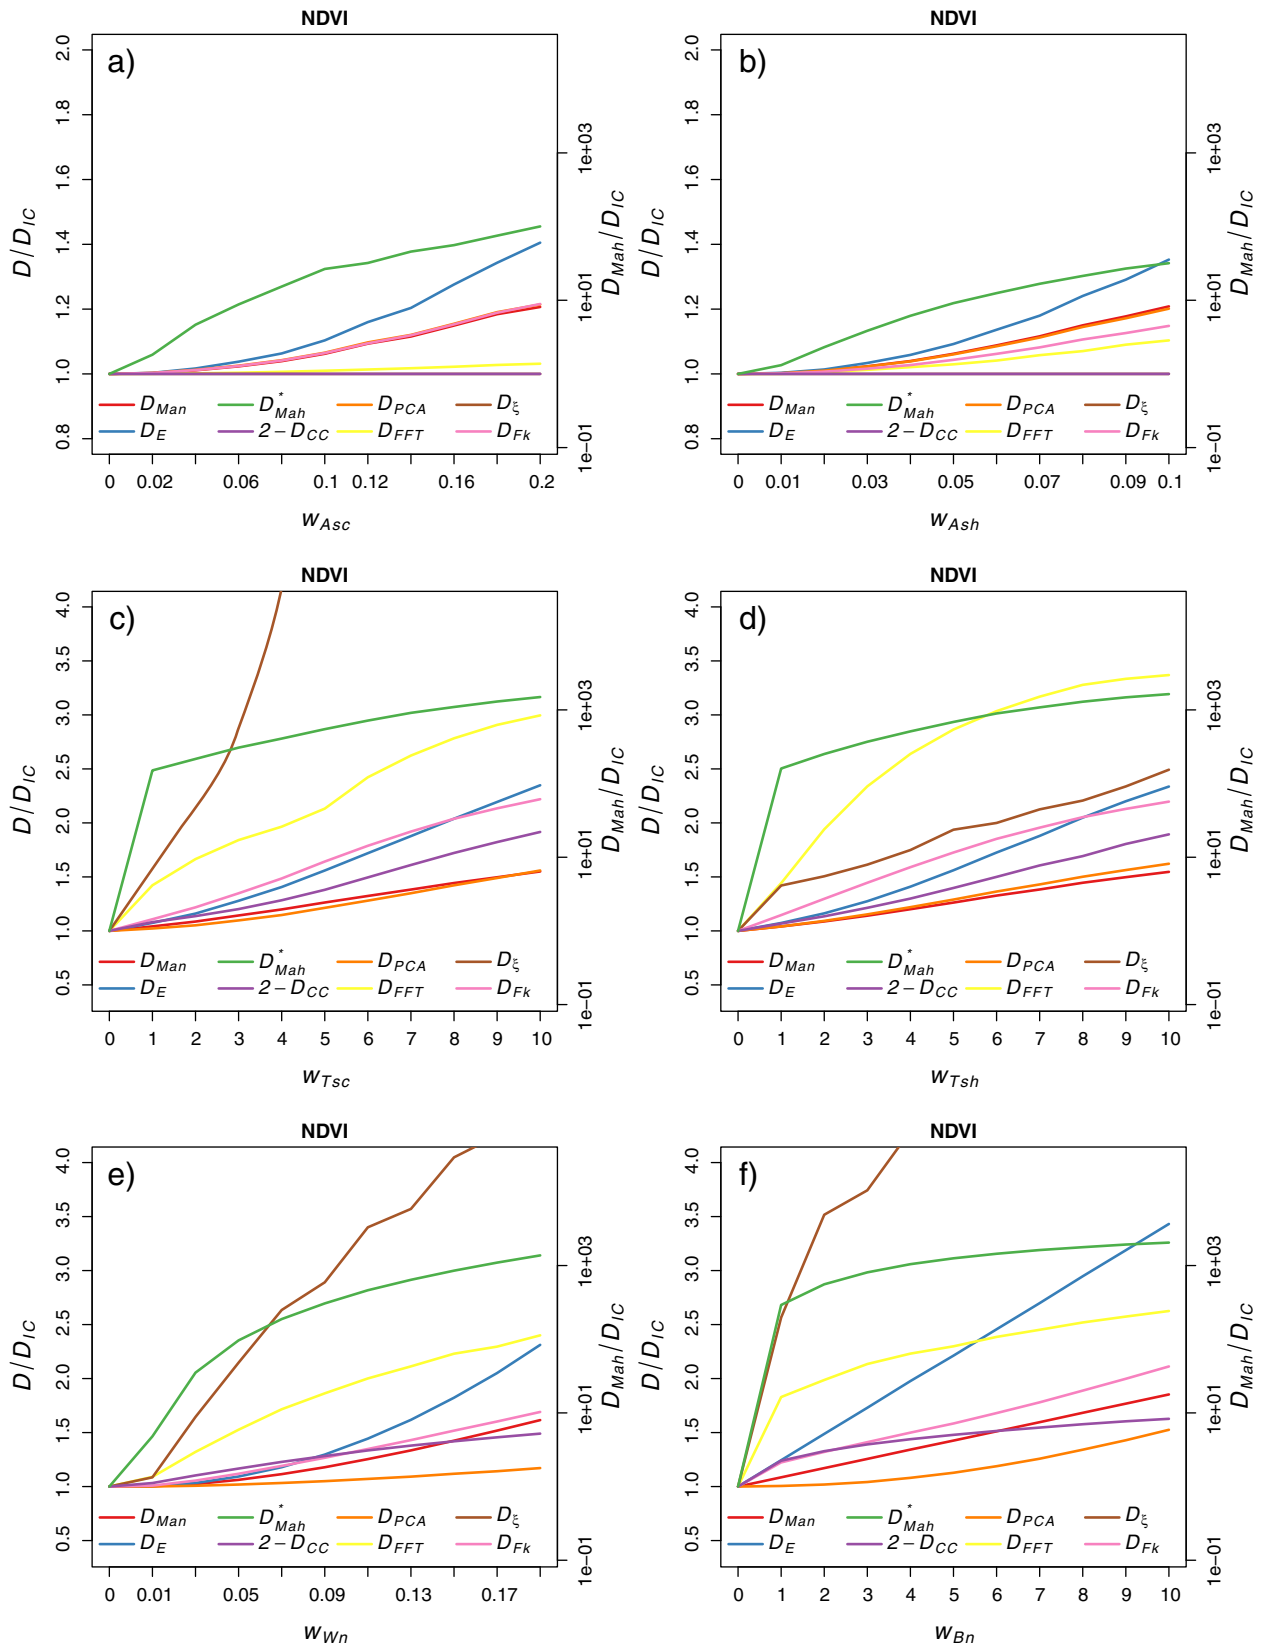 NDVI
a)
2.0
1.8
1.6
1.4
1.2
1.0
0.8
D/D_IC
1e+03
1e+01
1e−01
D_Mah/D_IC
D_Man
D*_Mah
D_PCA
D_ξ
D_E
2−D_CC
D_FFT
D_Fk
0 0.02 0.06 0.1 0.12 0.16 0.2
w_Asc
NDVI
b)
2.0
1.8
1.6
1.4
1.2
1.0
0.8
D/D_IC
1e+03
1e+01
1e−01
D_Mah/D_IC
D_Man
D*_Mah
D_PCA
D_ξ
D_E
2−D_CC
D_FFT
D_Fk
0 0.01 0.03 0.05 0.07 0.09 0.1
w_Ash
NDVI
c)
4.0
3.5
3.0
2.5
2.0
1.5
1.0
0.5
D/D_IC
1e+03
1e+01
1e−01
D_Mah/D_IC
D_Man
D*_Mah
D_PCA
D_ξ
D_E
2−D_CC
D_FFT
D_Fk
0 1 2 3 4 5 6 7 8 9 10
w_Tsc
NDVI
d)
4.0
3.5
3.0
2.5
2.0
1.5
1.0
0.5
D/D_IC
1e+03
1e+01
1e−01
D_Mah/D_IC
D_Man
D*_Mah
D_PCA
D_ξ
D_E
2−D_CC
D_FFT
D_Fk
0 1 2 3 4 5 6 7 8 9 10
w_Tsh
NDVI
e)
4.0
3.5
3.0
2.5
2.0
1.5
1.0
0.5
D/D_IC
1e+03
1e+01
1e−01
D_Mah/D_IC
D_Man
D*_Mah
D_PCA
D_ξ
D_E
2−D_CC
D_FFT
D_Fk
0 0.01 0.05 0.09 0.13 0.17
w_Wn
NDVI
f)
4.0
3.5
3.0
2.5
2.0
1.5
1.0
0.5
D/D_IC
1e+03
1e+01
1e−01
D_Mah/D_IC
D_Man
D*_Mah
D_PCA
D_ξ
D_E
2−D_CC
D_FFT
D_Fk
0 1 2 3 4 5 6 7 8 9 10
w_Bn